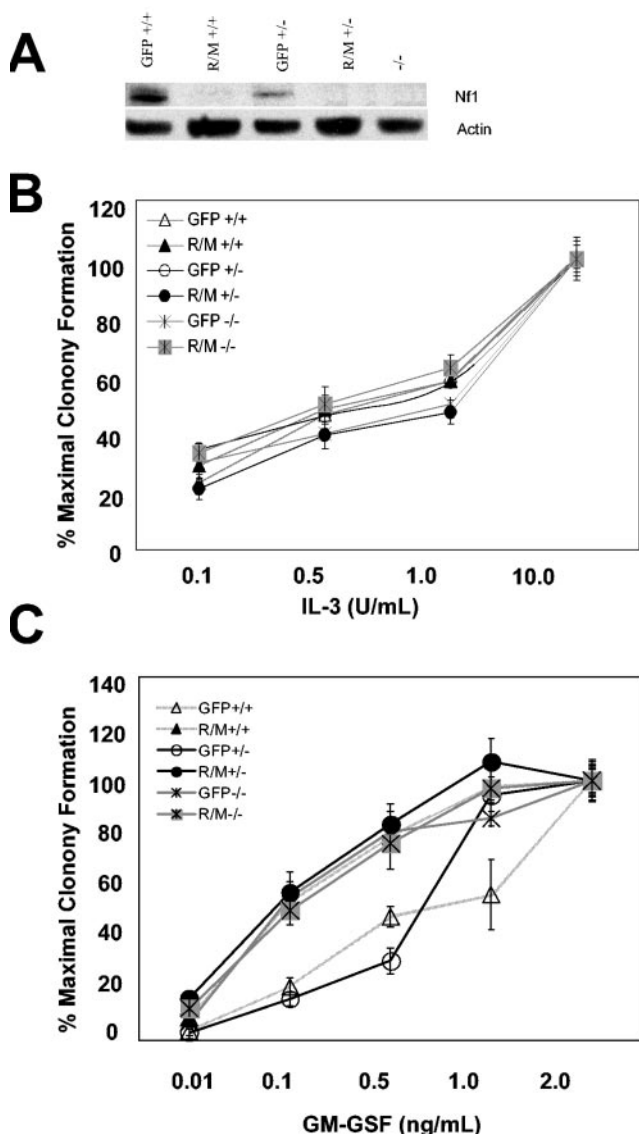 A
GFP +/+
R/M +/+
GFP +/-
R/M +/-
-/-
Nf1
Actin
B
% Maximal Clonony Formation
120
100
80
60
40
20
0
GFP +/+
R/M +/+
GFP +/-
R/M +/-
GFP -/-
R/M -/-
0.1 0.5 1.0 10.0
IL-3 (U/mL)
C
% Maximal Clonony Formation
140
120
100
80
60
40
20
0
GFP+/+
R/M+/+
GFP+/-
R/M+/-
GFP-/-
R/M-/-
0.01 0.1 0.5 1.0 2.0
GM-GSF (ng/mL)